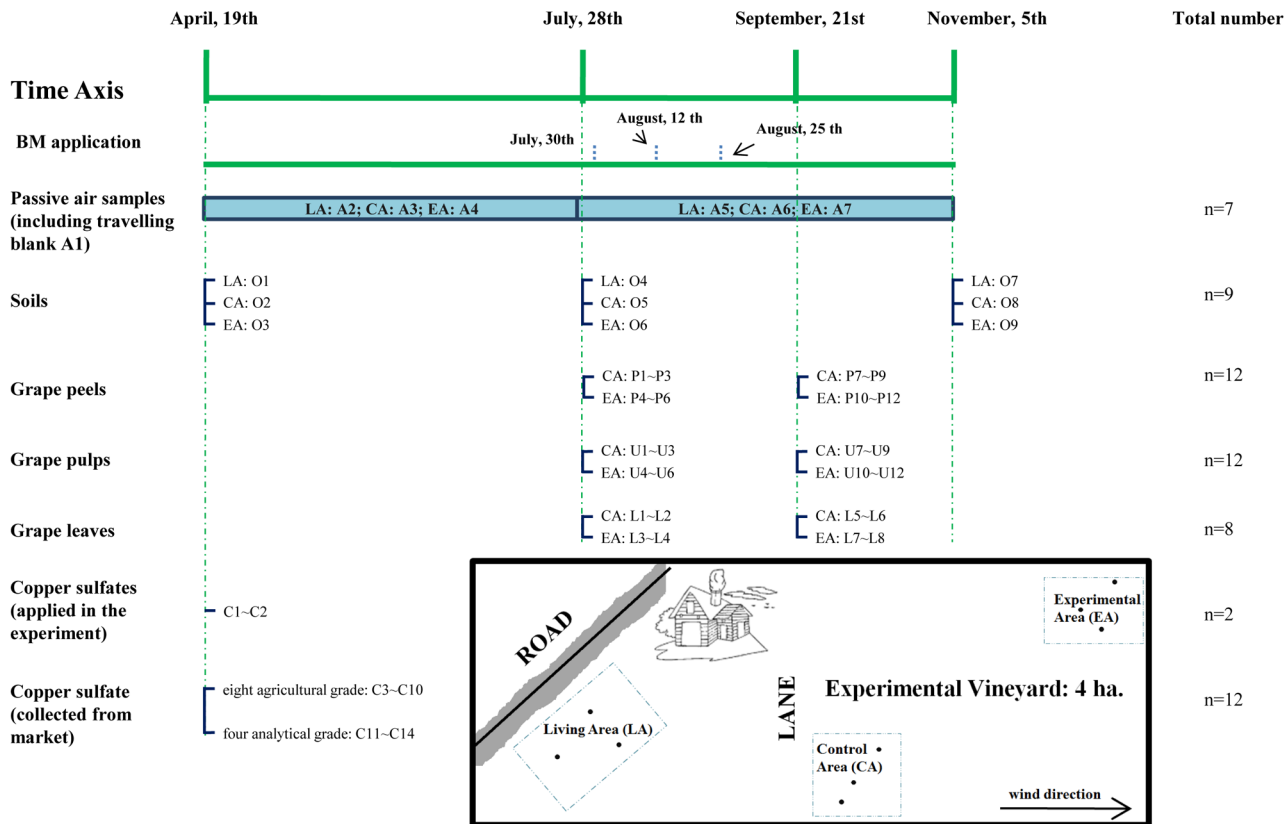 April, 19th
July, 28th
September, 21st
November, 5th
Total number
Time Axis
BM application
July, 30th
August, 12 th
August, 25 th
Passive air samples
(including travelling
blank A1)
LA: A2; CA: A3; EA: A4
LA: A5; CA: A6; EA: A7
n=7
Soils
LA: O1
CA: O2
EA: O3
LA: O4
CA: O5
EA: O6
LA: O7
CA: O8
EA: O9
n=9
Grape peels
CA: P1~P3
EA: P4~P6
CA: P7~P9
EA: P10~P12
n=12
Grape pulps
CA: U1~U3
EA: U4~U6
CA: U7~U9
EA: U10~U12
n=12
Grape leaves
CA: L1~L2
EA: L3~L4
CA: L5~L6
EA: L7~L8
n=8
Copper sulfates
(applied in the
experiment)
C1~C2
n=2
Copper sulfate
(collected from
market)
eight agricultural grade: C3~C10
four analytical grade: C11~C14
n=12
ROAD
Living Area (LA)
LANE
Experimental
Area (EA)
Experimental Vineyard: 4 ha.
Control
Area (CA)
wind direction